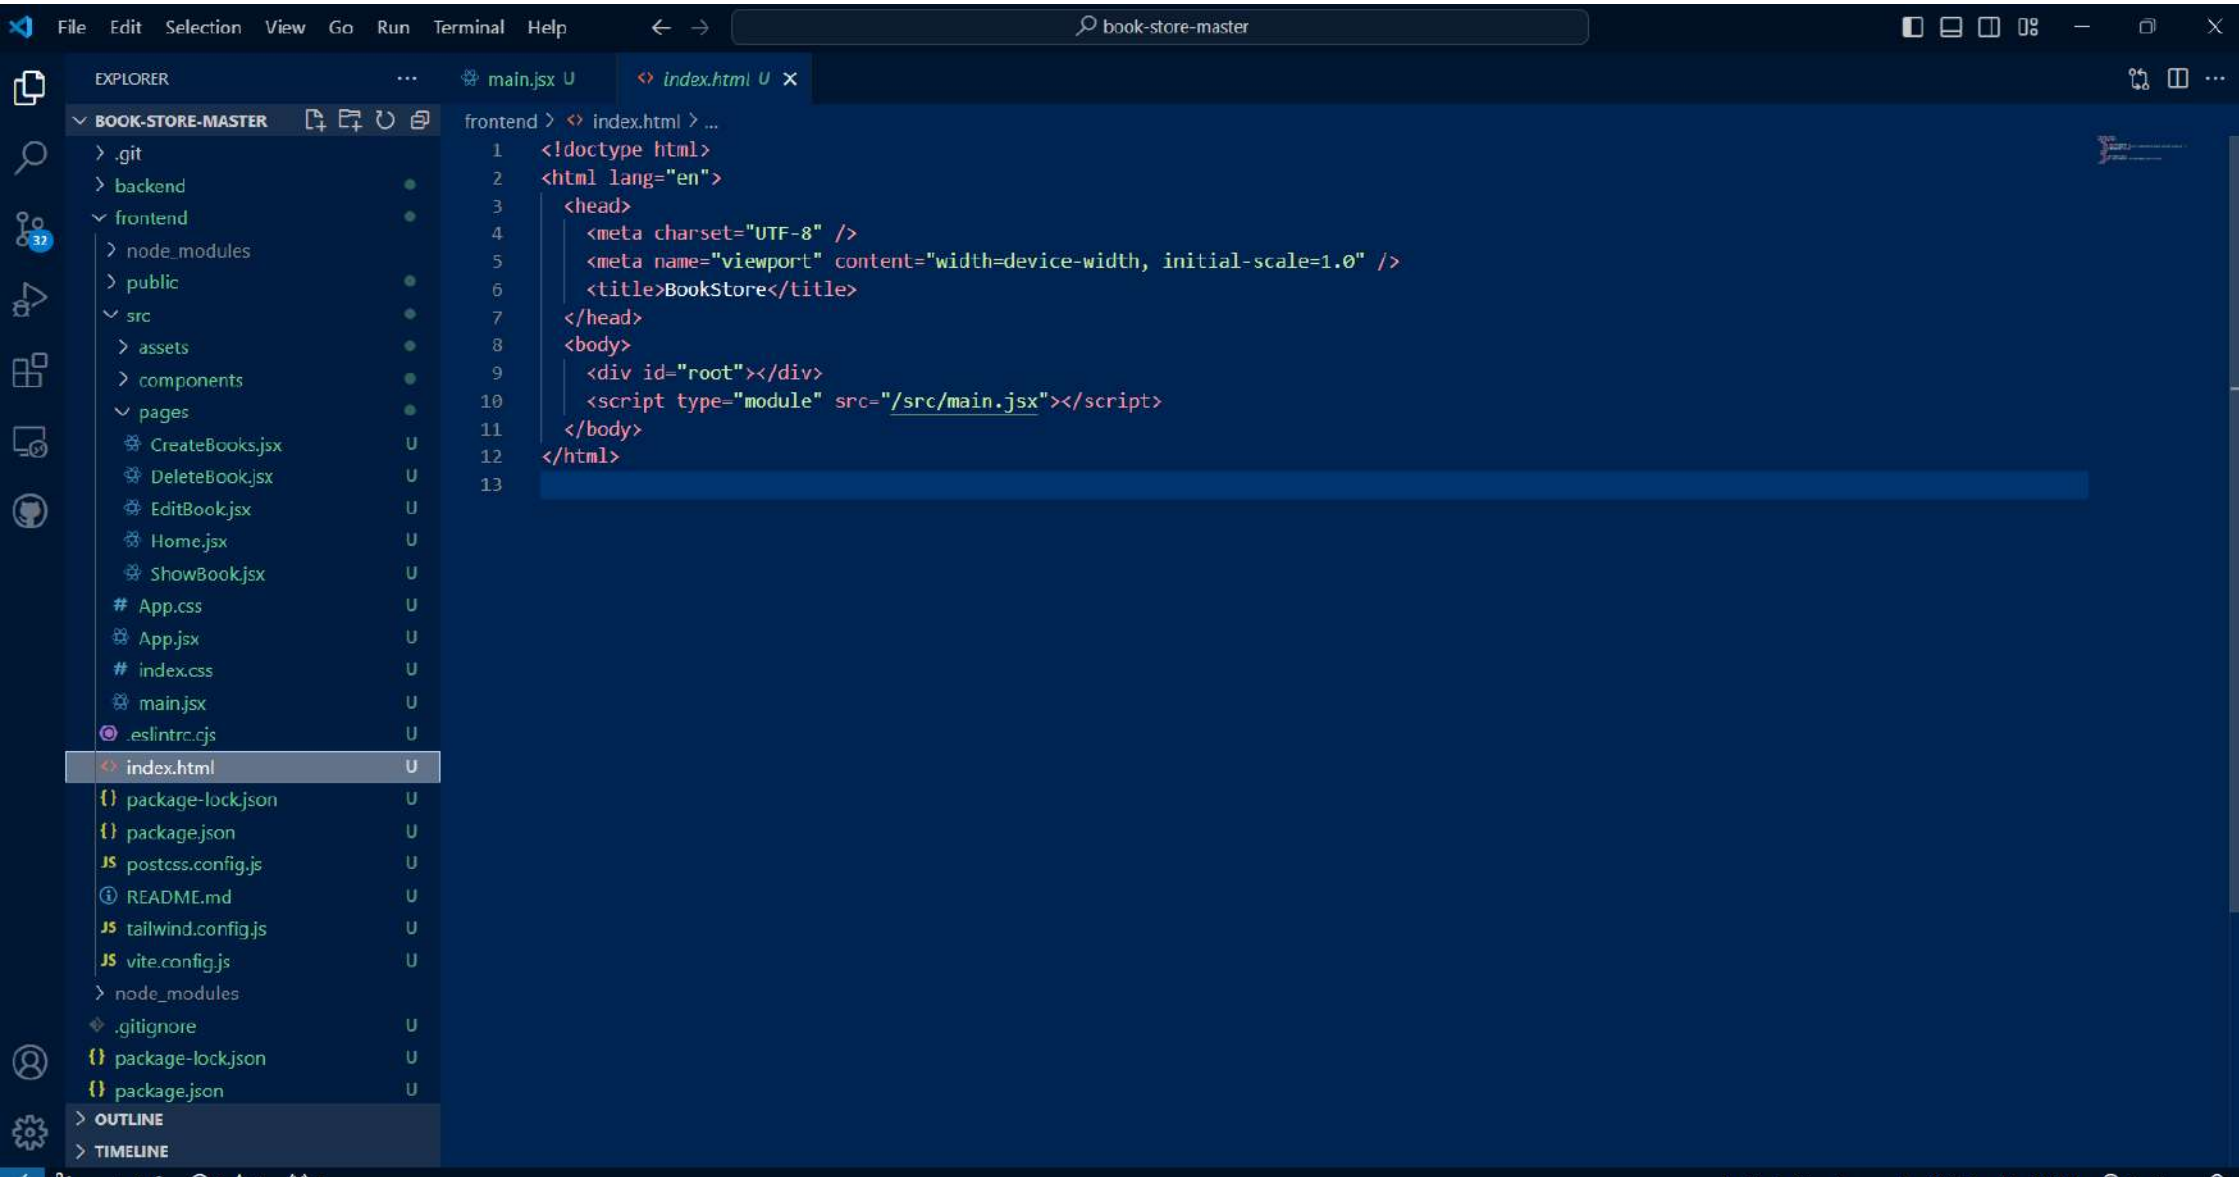 File Edit Selection View Go Run Terminal Help
book-store-master
EXPLORER
BOOK-STORE-MASTER
.git
backend
frontend
node_modules
public
src
assets
components
pages
CreateBooks.jsx U
DeleteBook.jsx U
EditBook.jsx U
Home.jsx U
ShowBook.jsx U
# App.css U
App.jsx U
# index.css U
main.jsx U
.eslintrc.cjs U
<> index.html U
{} package-lock.json U
{} package.json U
JS postcss.config.js U
README.md U
JS tailwind.config.js U
JS vite.config.js U
node_modules
.gitignore U
{} package-lock.json U
{} package.json U
OUTLINE
TIMELINE
32
main.jsx U
<> index.html U
frontend > <> index.html > ...
1 <!doctype html>
2 <html lang="en">
3 <head>
4 <meta charset="UTF-8" />
5 <meta name="viewport" content="width=device-width, initial-scale=1.0" />
6 <title>BookStore</title>
7 </head>
8 <body>
9 <div id="root"></div>
10 <script type="module" src="/src/main.jsx"></script>
11 </body>
12 </html>
13